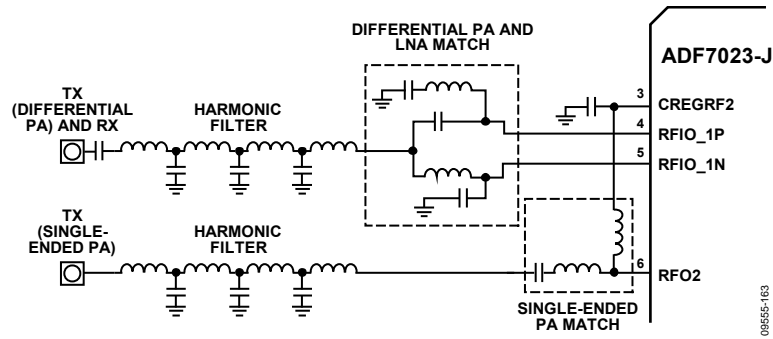 DIFFERENTIAL PA AND
LNA MATCH
ADF7023-J
TX
(DIFFERENTIAL
PA) AND RX
HARMONIC
FILTER
3
CREGRF2
4
RFIO_1P
5
RFIO_1N
TX
(SINGLE-
ENDED PA)
HARMONIC
FILTER
6
RFO2
SINGLE-ENDED
PA MATCH
09555-163